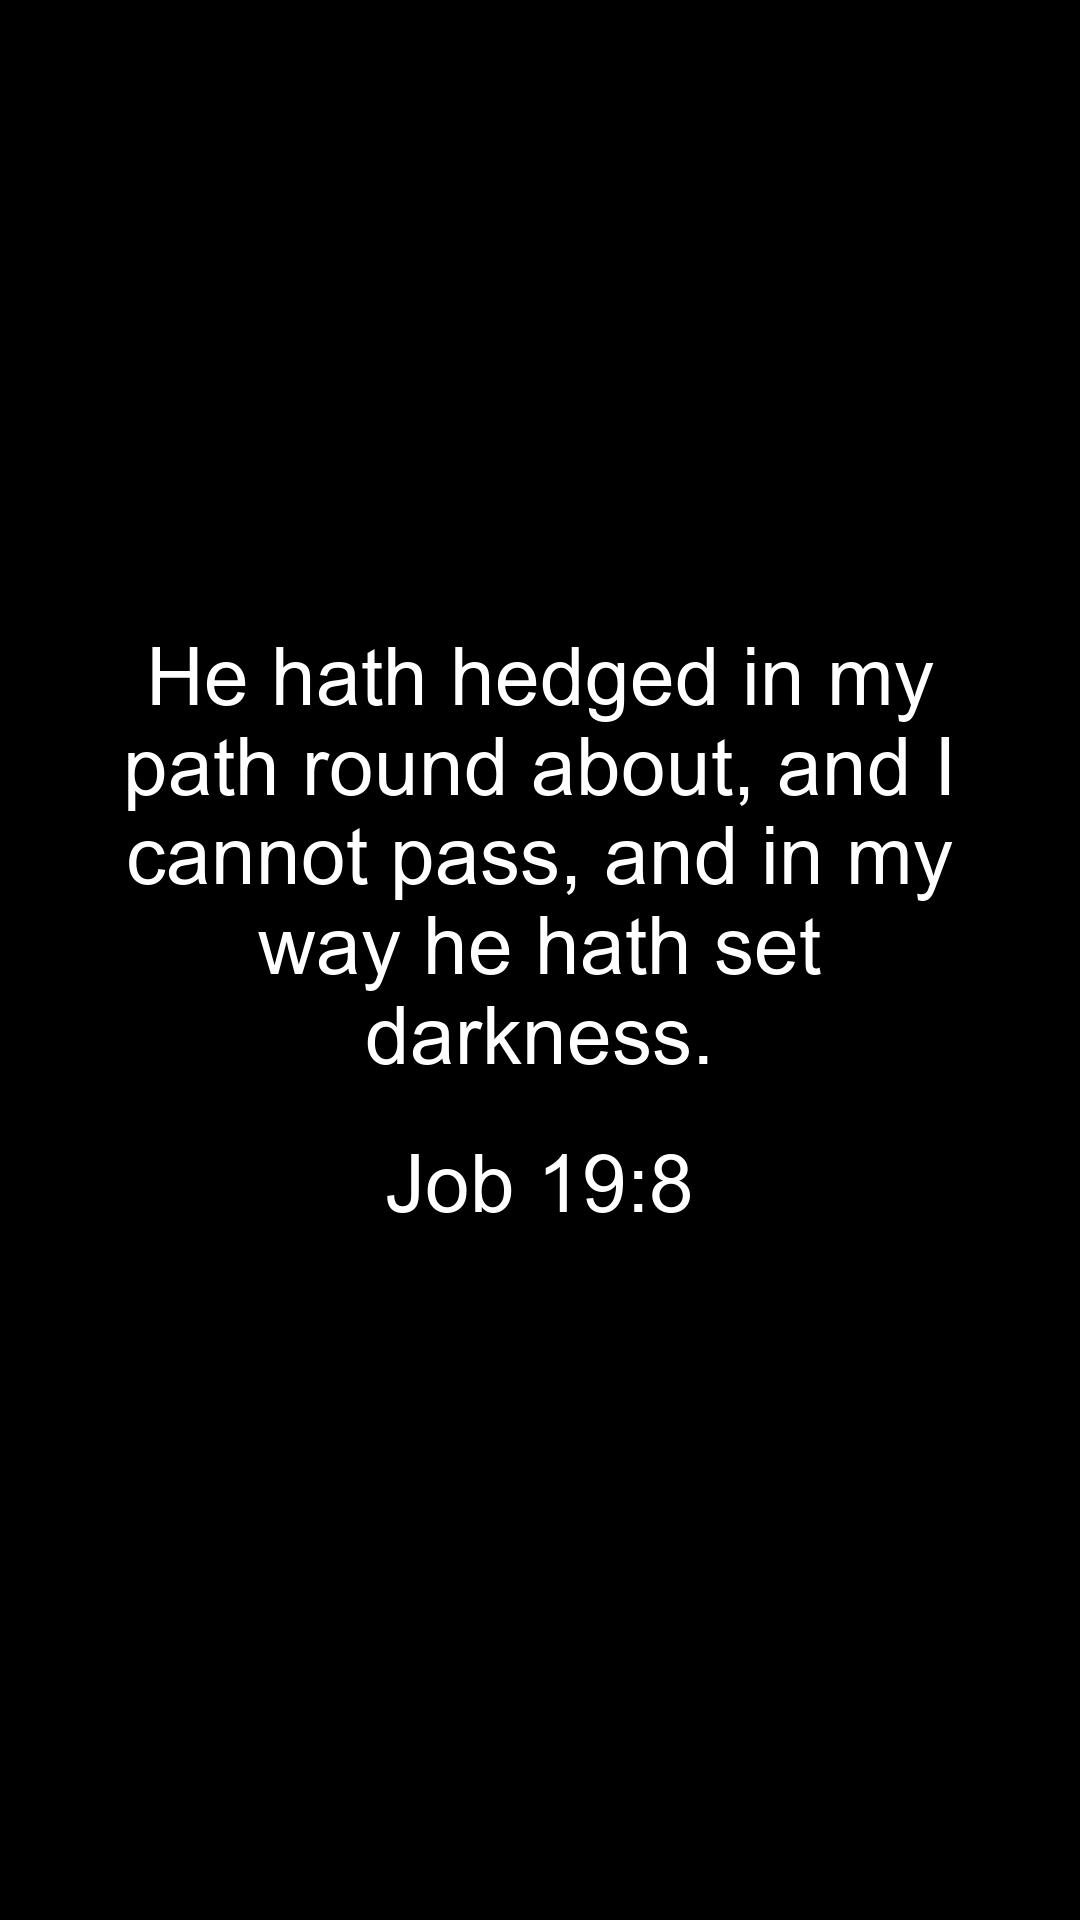 He hath hedged in my
path round about, and I
cannot pass, and in my
way he hath set
darkness.
Job 19:8